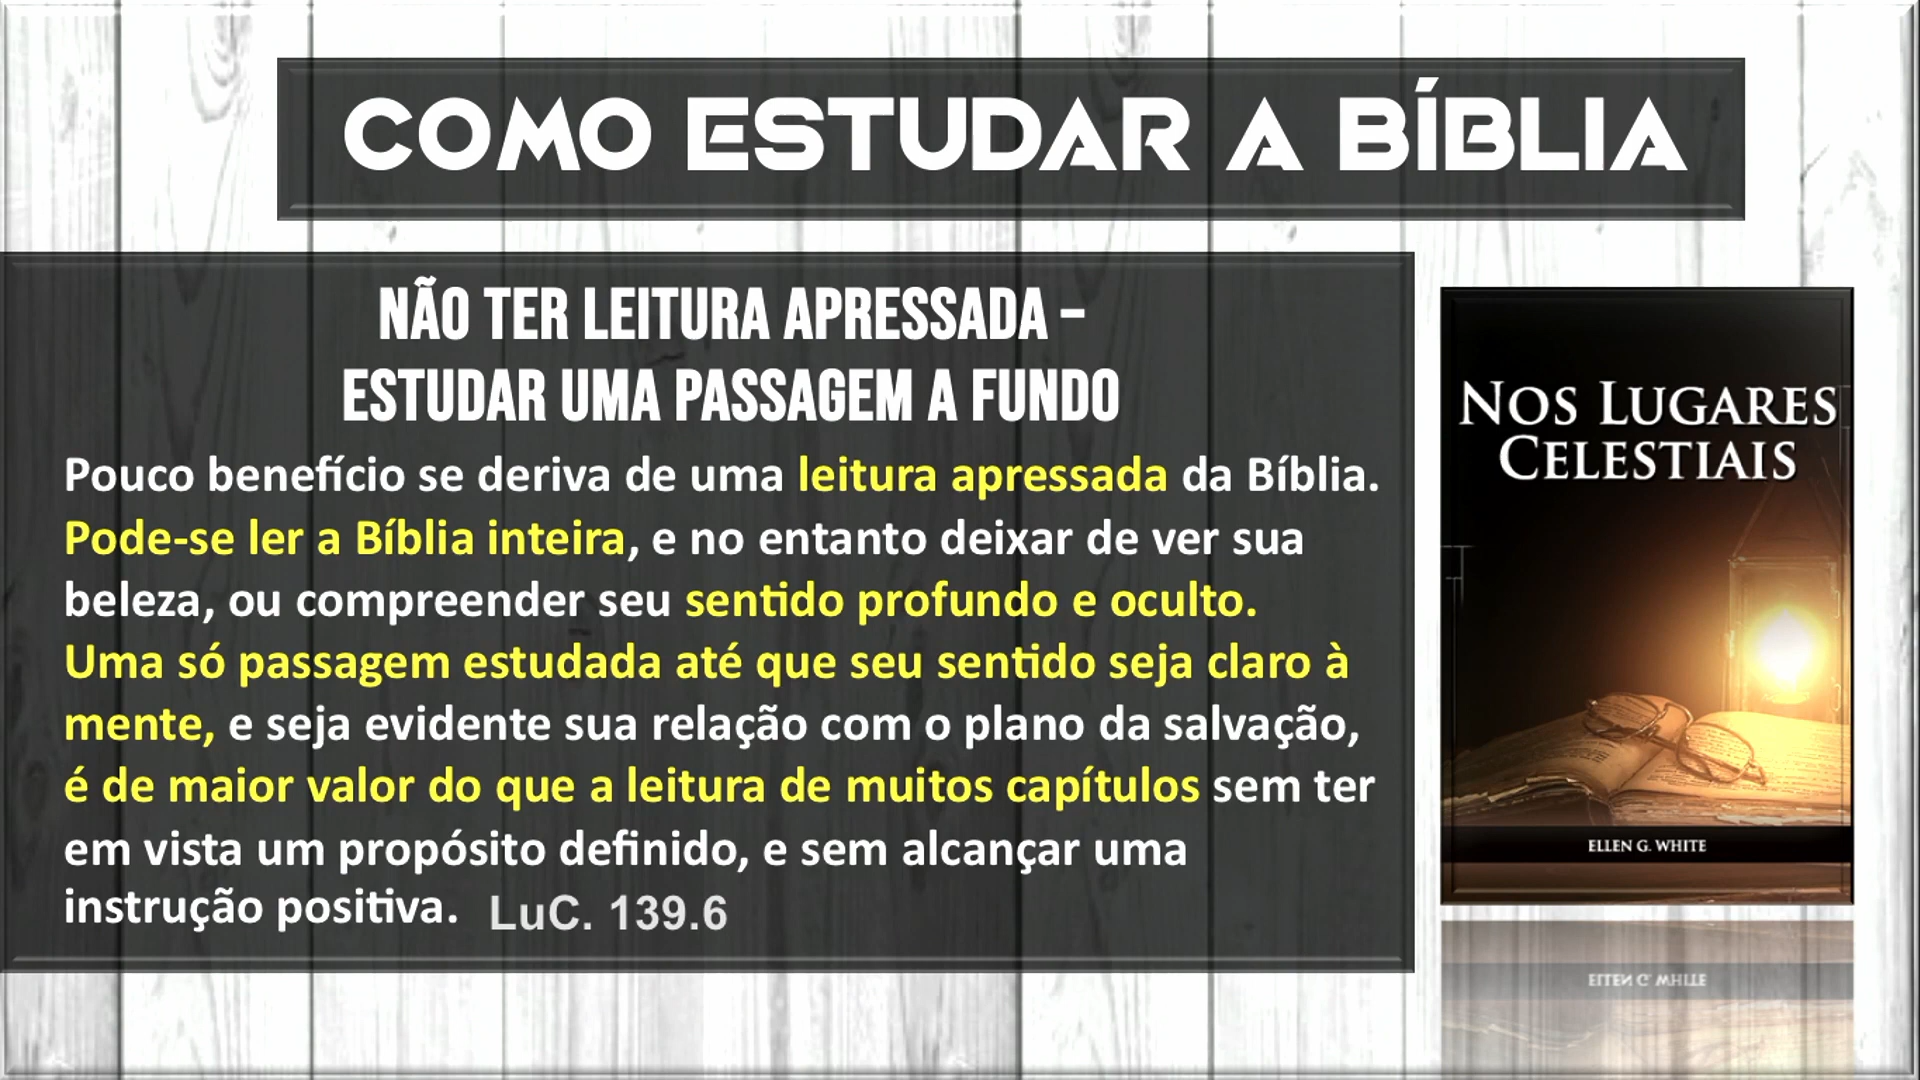 COMO ESTUDAR A BÍBLIA
NÃO TER LEITURA APRESSADA –
ESTUDAR UMA PASSAGEM A FUNDO
Pouco benefício se deriva de uma leitura apressada da Bíblia.
Pode-se ler a Bíblia inteira, e no entanto deixar de ver sua
beleza, ou compreender seu sentido profundo e oculto.
Uma só passagem estudada até que seu sentido seja claro à
mente, e seja evidente sua relação com o plano da salvação,
é de maior valor do que a leitura de muitos capítulos sem ter
em vista um propósito definido, e sem alcançar uma
instrução positiva. LuC. 139.6
NOS LUGARES
CELESTIAIS
ELLEN G. WHITE